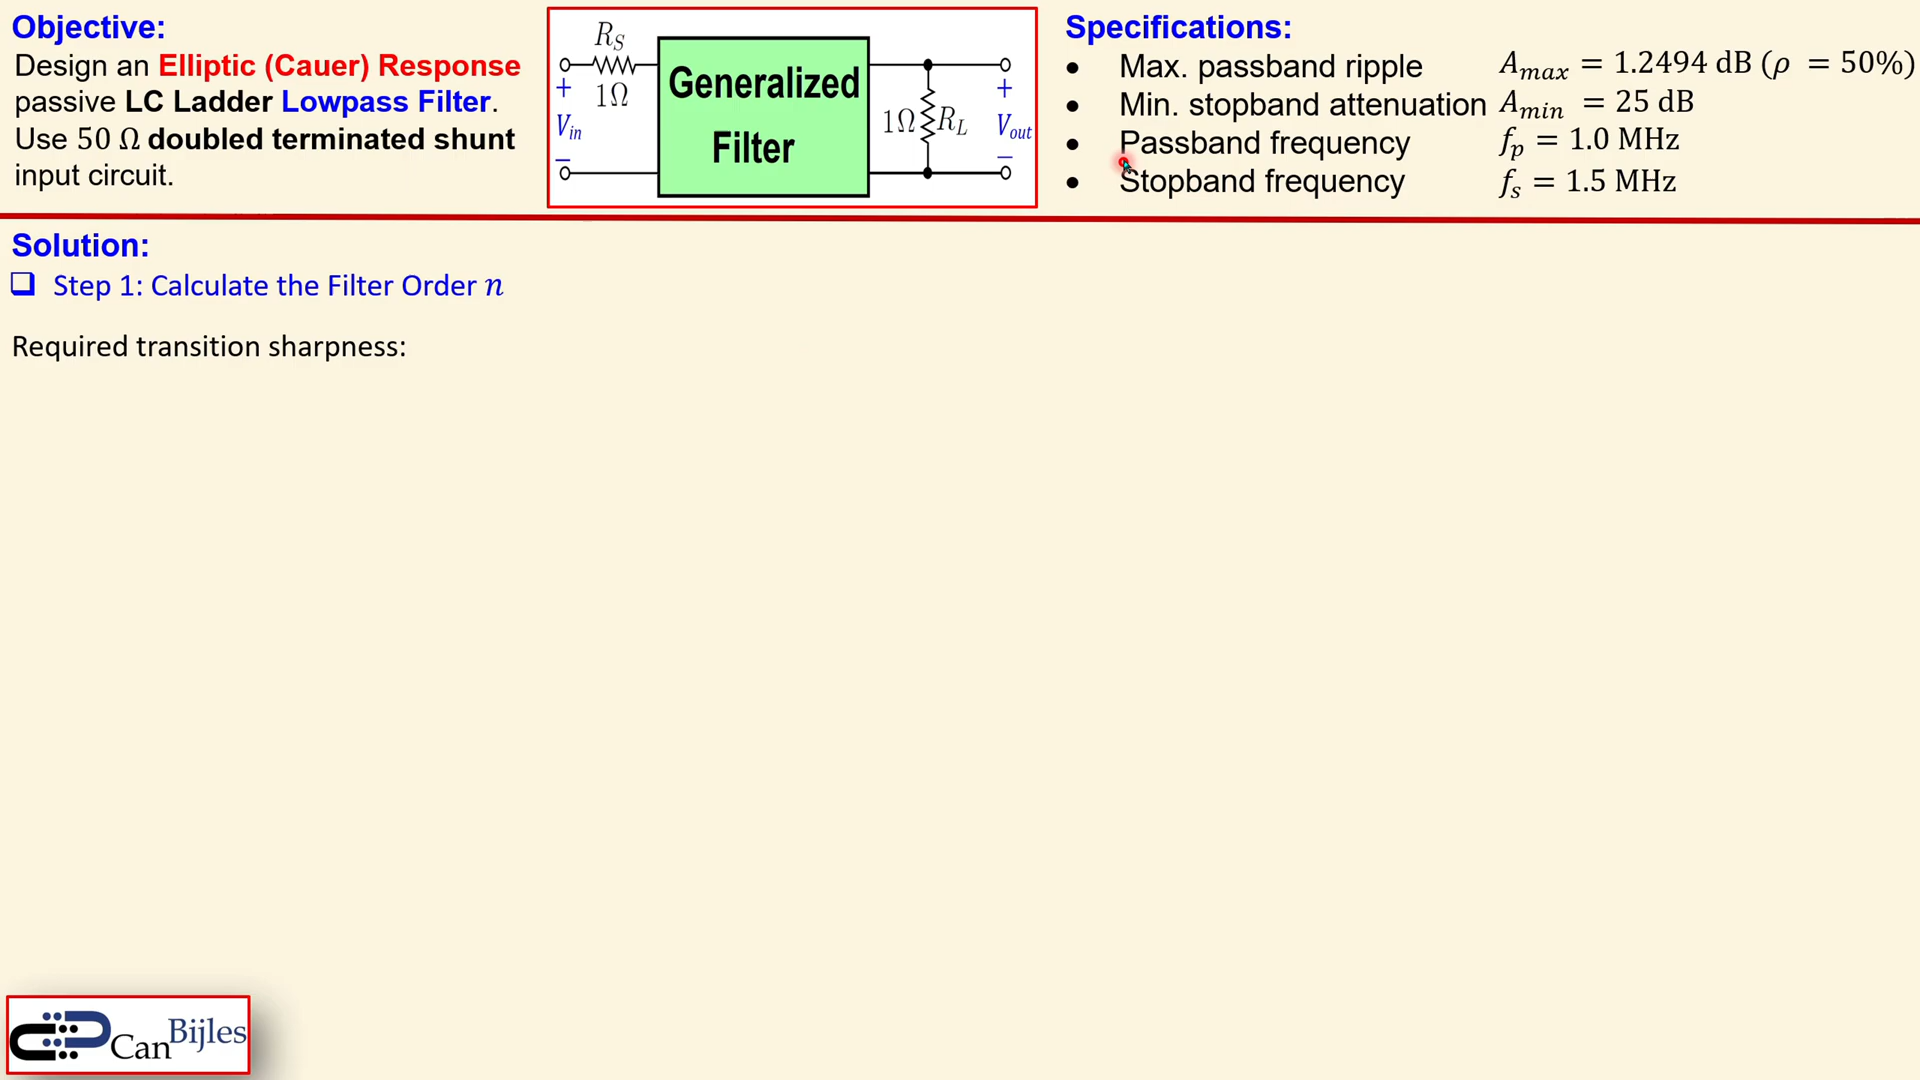 Objective:
Design an Elliptic (Cauer) Response
passive LC Ladder Lowpass Filter.
Use 50 Ω doubled terminated shunt
input circuit.
R_S
1Ω
+
V_in
−
Generalized
Filter
1Ω R_L
+
V_out
−
Specifications:
• Max. passband ripple A_max = 1.2494 dB (ρ = 50%)
• Min. stopband attenuation A_min = 25 dB
• Passband frequency f_p = 1.0 MHz
• Stopband frequency f_s = 1.5 MHz
Solution:
❑ Step 1: Calculate the Filter Order n
Required transition sharpness:
CanBijles